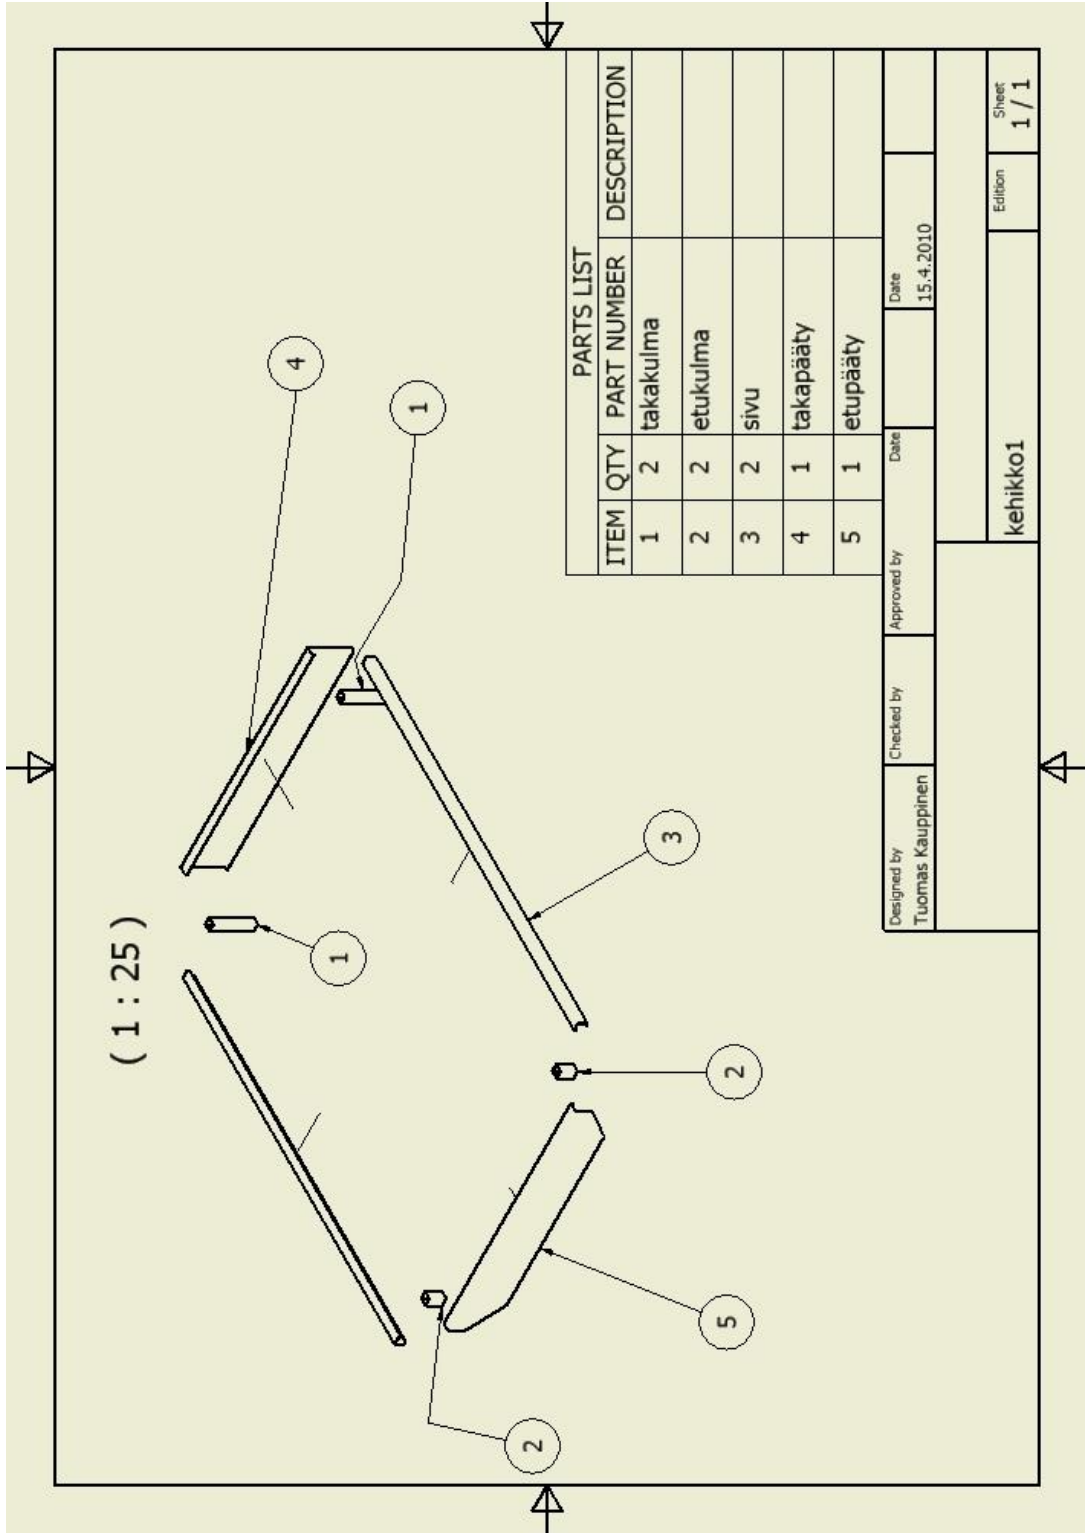 ( 1 : 25 )
4
1
1
3
2
2
5
PARTS LIST
ITEM QTY PART NUMBER DESCRIPTION
1 2 takakulma
2 2 etukulma
3 2 sivu
4 1 takapääty
5 1 etupääty
Designed by Checked by Approved by Date Date
Tuomas Kauppinen 15.4.2010
kehikko1
Edition Sheet
1 / 1